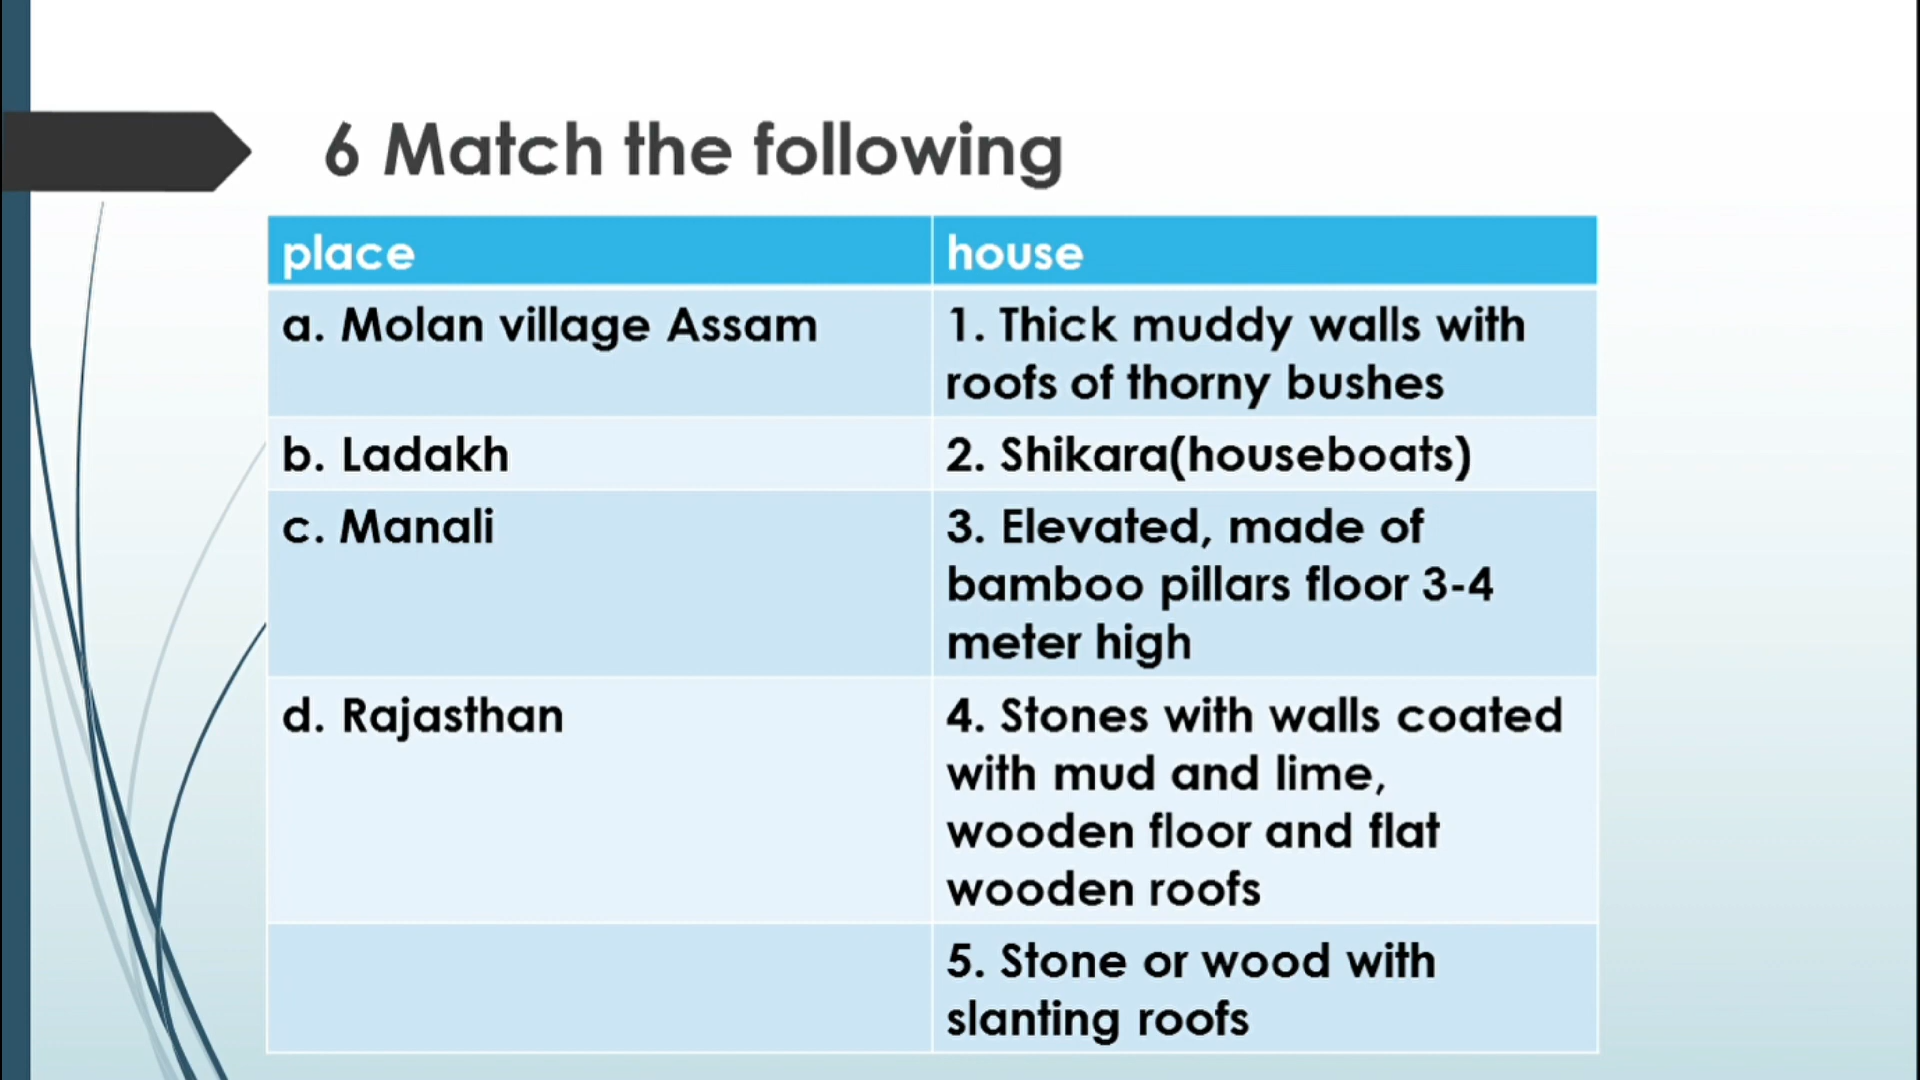 6 Match the following
place
house
a. Molan village Assam
1. Thick muddy walls with
roofs of thorny bushes
b. Ladakh
2. Shikara(houseboats)
c. Manali
3. Elevated, made of
bamboo pillars floor 3-4
meter high
d. Rajasthan
4. Stones with walls coated
with mud and lime,
wooden floor and flat
wooden roofs
5. Stone or wood with
slanting roofs